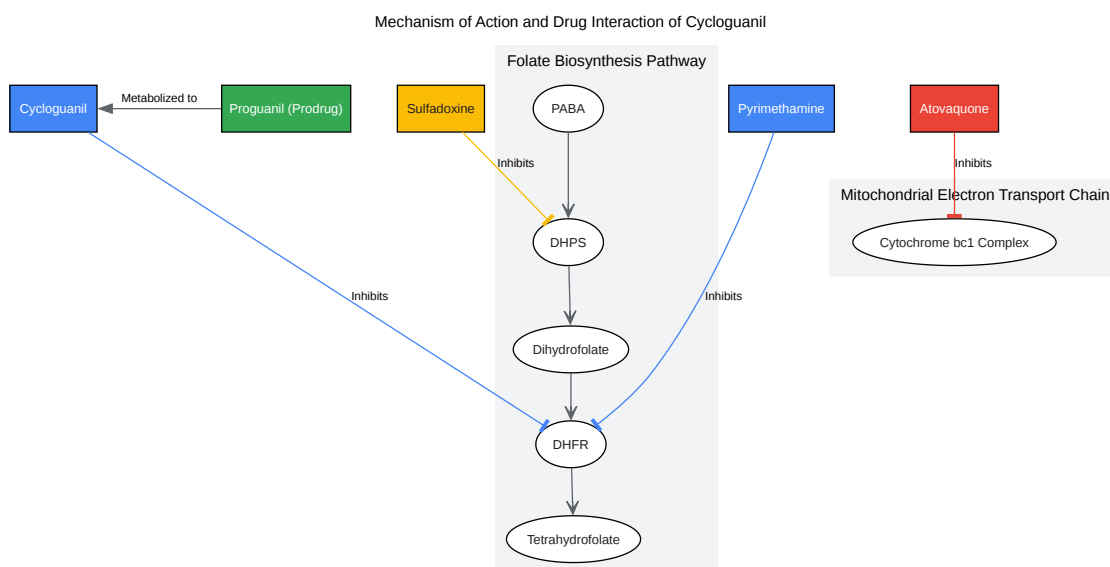 Mechanism of Action and Drug Interaction of Cycloguanil
Folate Biosynthesis Pathway
Cycloguanil
Metabolized to
Proguanil (Prodrug)
Sulfadoxine
PABA
Pyrimethamine
Atovaquone
Inhibits
Inhibits
Mitochondrial Electron Transport Chain
DHPS
Cytochrome bc1 Complex
Inhibits
Inhibits
Dihydrofolate
DHFR
Tetrahydrofolate